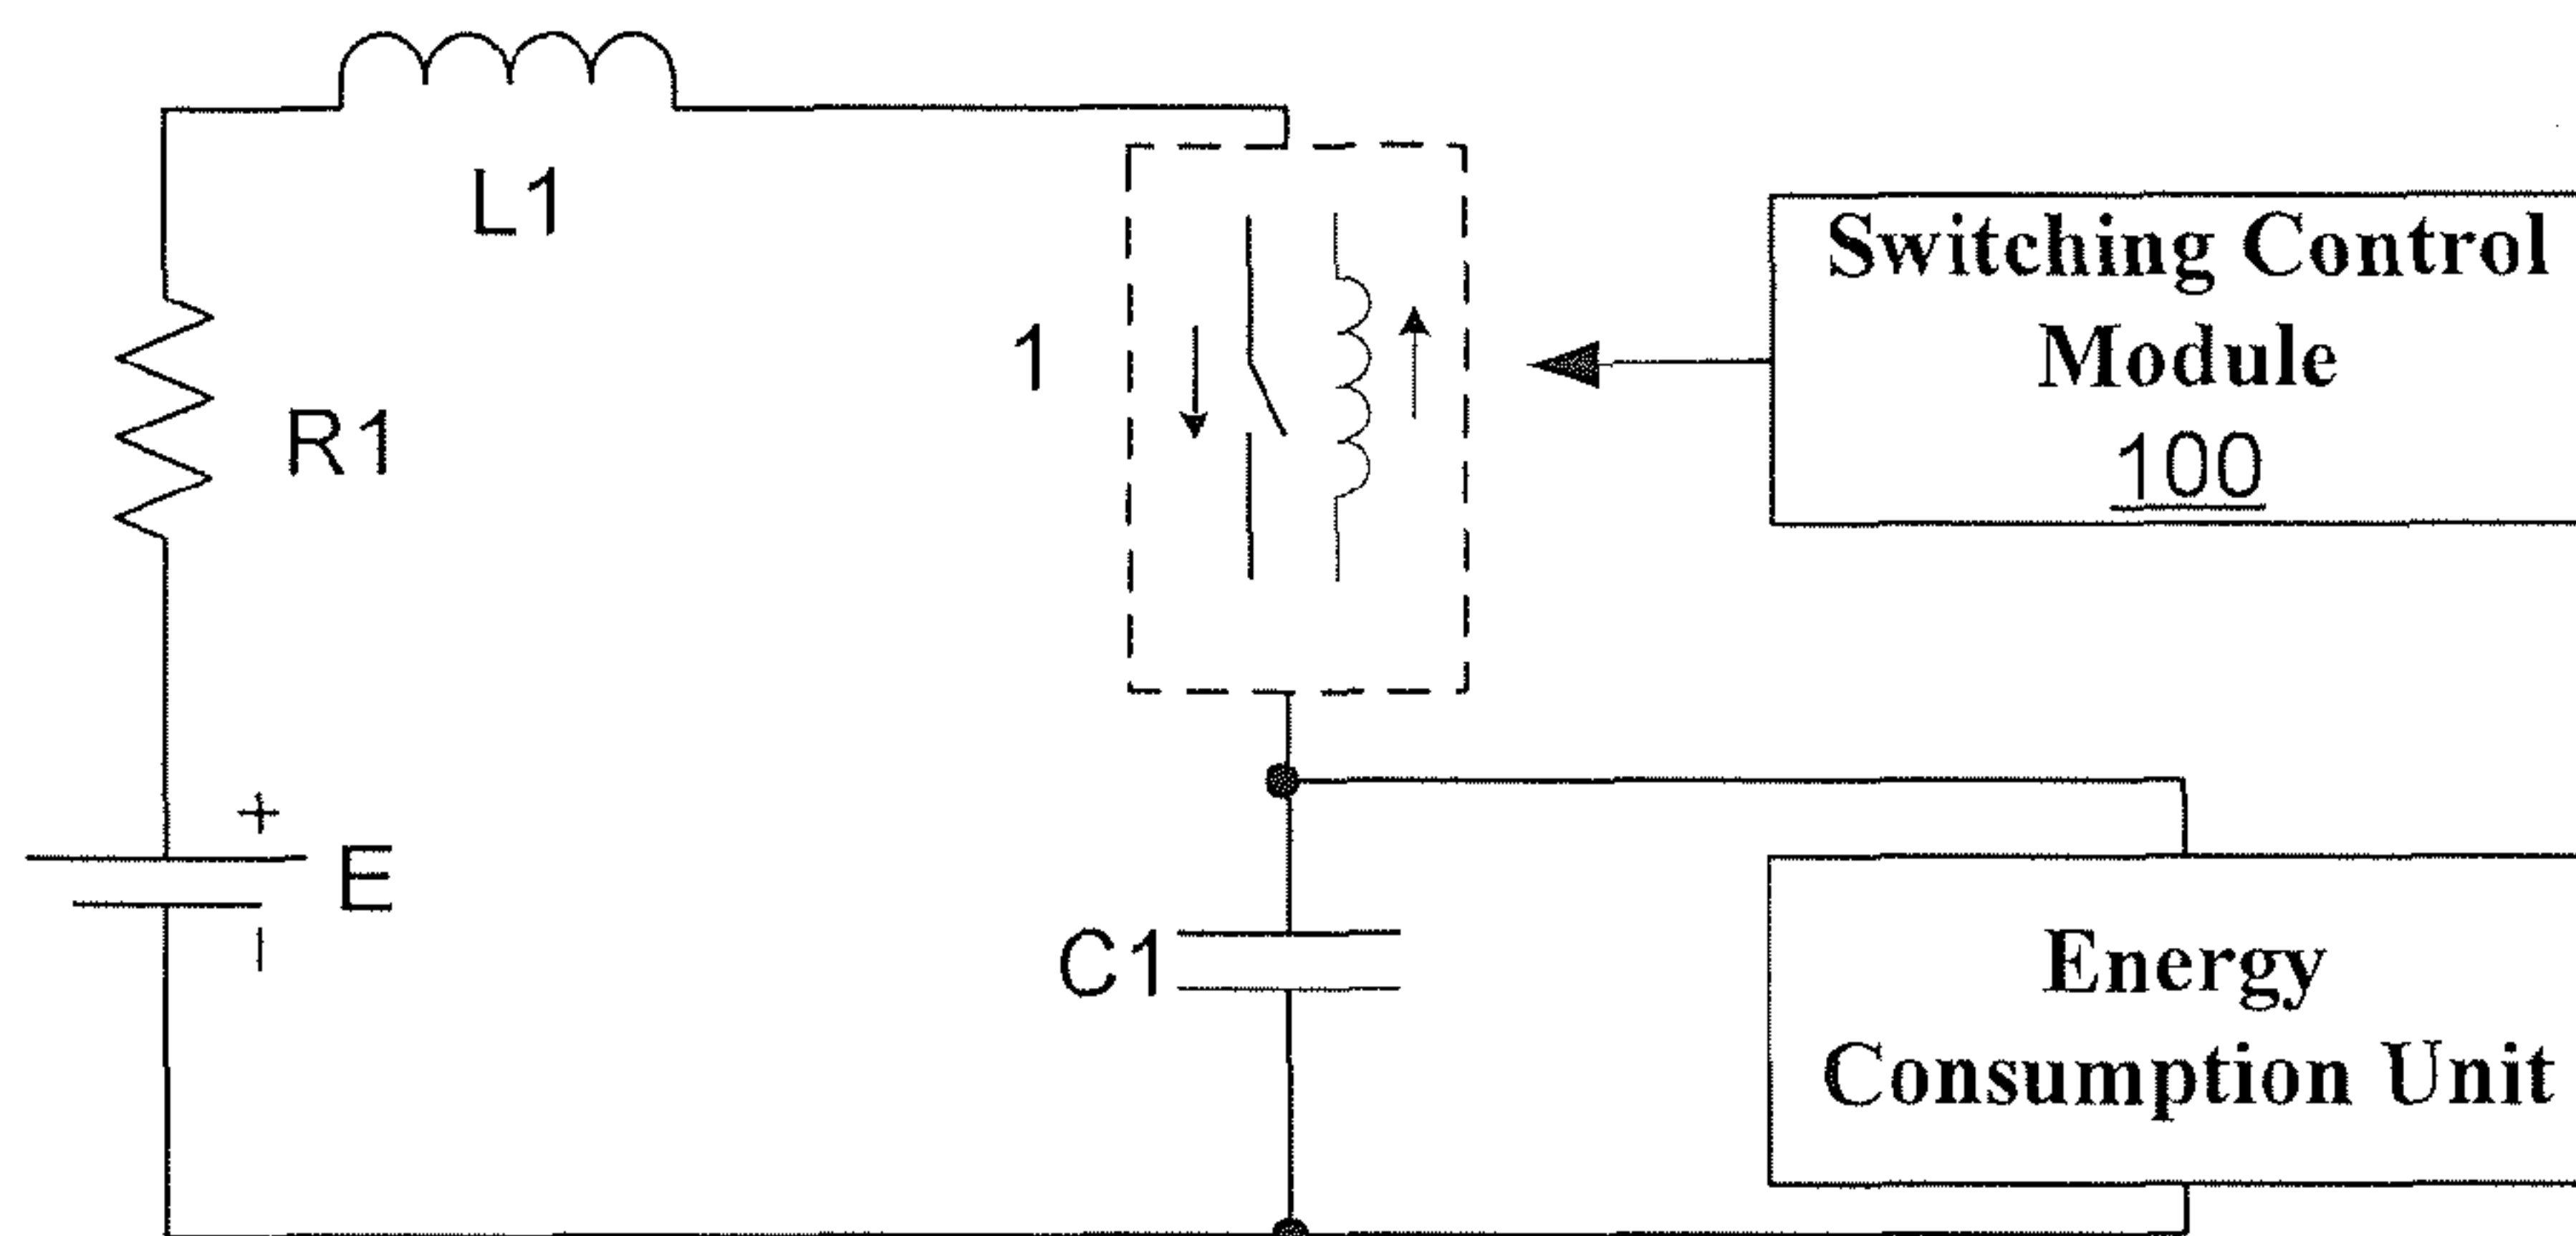 L1
Switching Control
Module
100
1
R1
+
E
−
C1
Energy
Consumption Unit